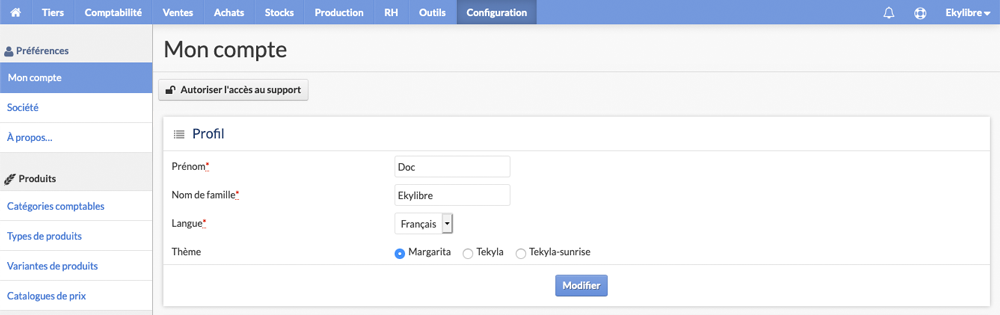 Tiers Comptabilité Ventes Achats Stocks Production RH Outils Configuration Ekylibre
Préférences
Mon compte
Société
À propos...
Produits
Catégories comptables
Types de produits
Variantes de produits
Catalogues de prix
Mon compte
Autoriser l'accès au support
Profil
Prénom* Doc
Nom de famille* Ekylibre
Langue* Français
Thème Margarita Tekyla Tekyla-sunrise
Modifier